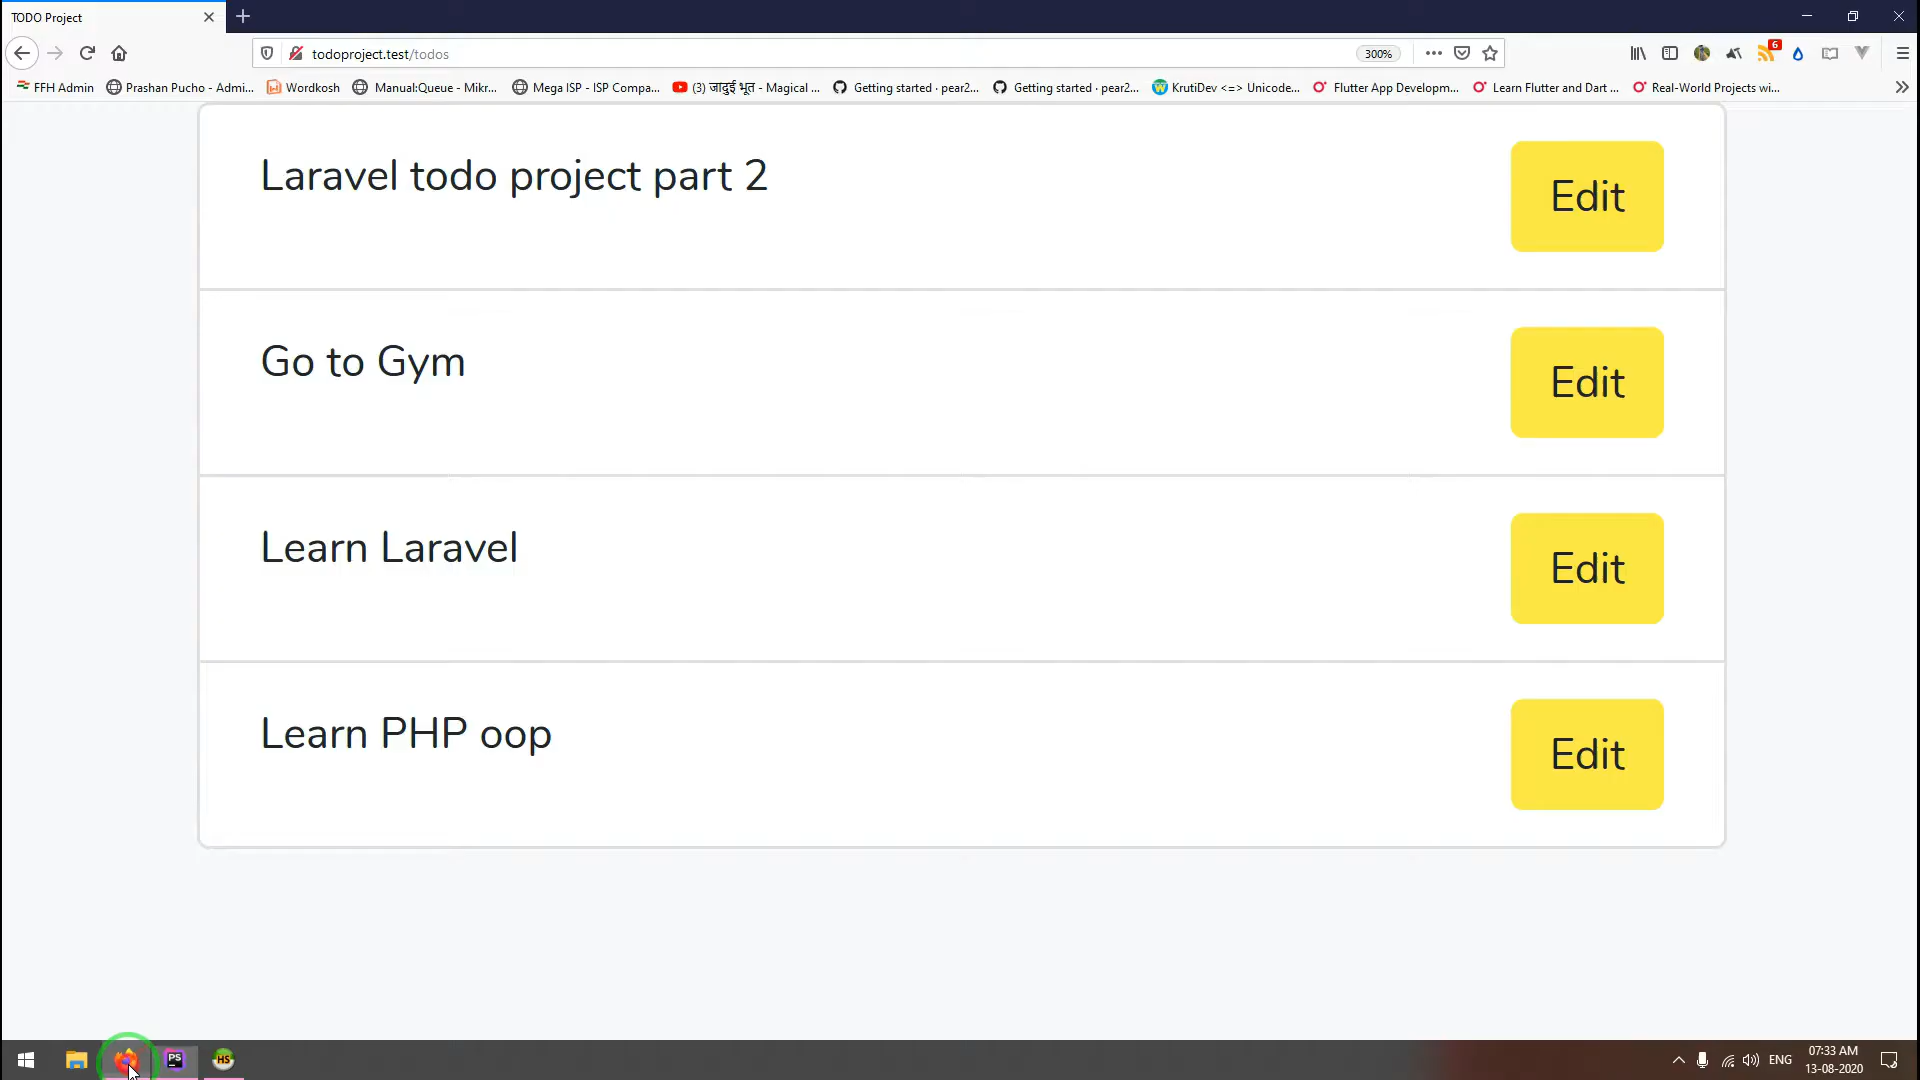 TODO Project
todoproject.test/todos
300%
6
FFH Admin
Prashan Pucho - Admi...
Wordkosh
Manual:Queue - Mikr...
Mega ISP - ISP Compa...
(3) जादुई भूत - Magical ...
Getting started · pear2...
Getting started · pear2...
KrutiDev <=> Unicode...
Flutter App Developm...
Learn Flutter and Dart ...
Real-World Projects wi...
Laravel todo project part 2
Edit
Go to Gym
Edit
Learn Laravel
Edit
Learn PHP oop
Edit
PS
HS
ENG
07:33 AM
13-08-2020